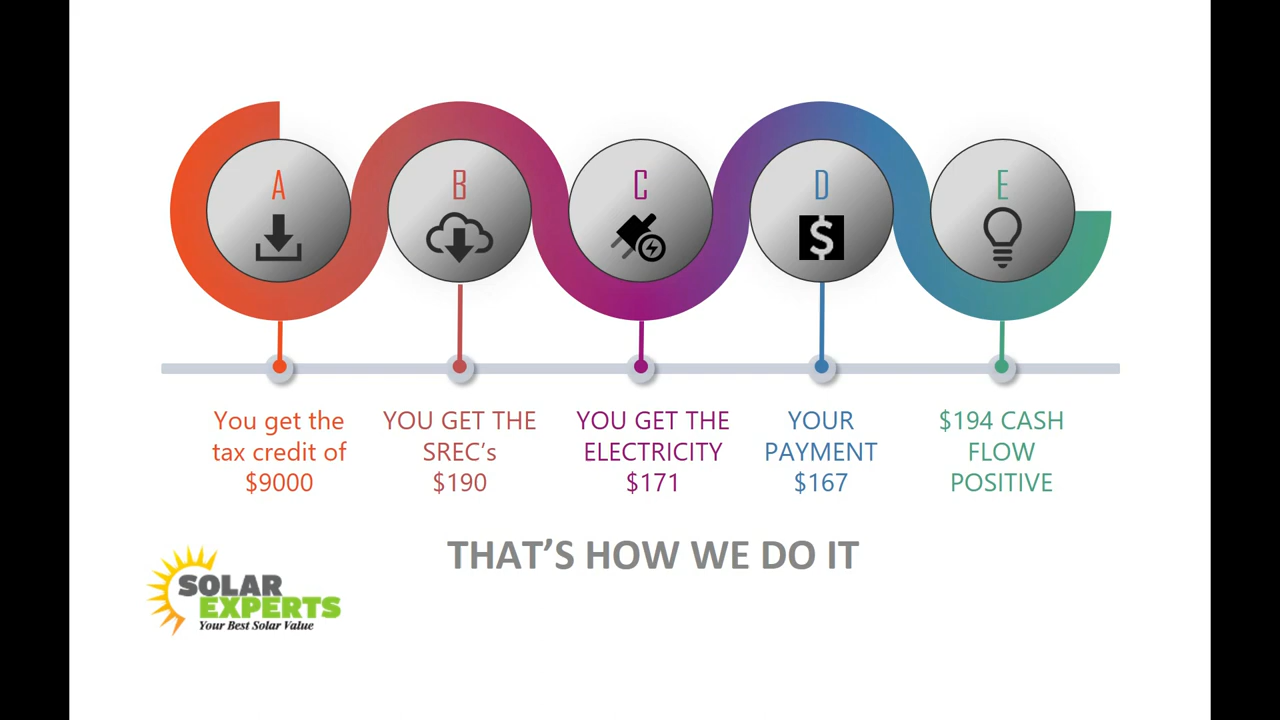 A
B
C
D
E
You get the
tax credit of
$9000
YOU GET THE
SREC’s
$190
YOU GET THE
ELECTRICITY
$171
YOUR
PAYMENT
$167
$194 CASH
FLOW
POSITIVE
THAT’S HOW WE DO IT
SOLAR
EXPERTS
Your Best Solar Value